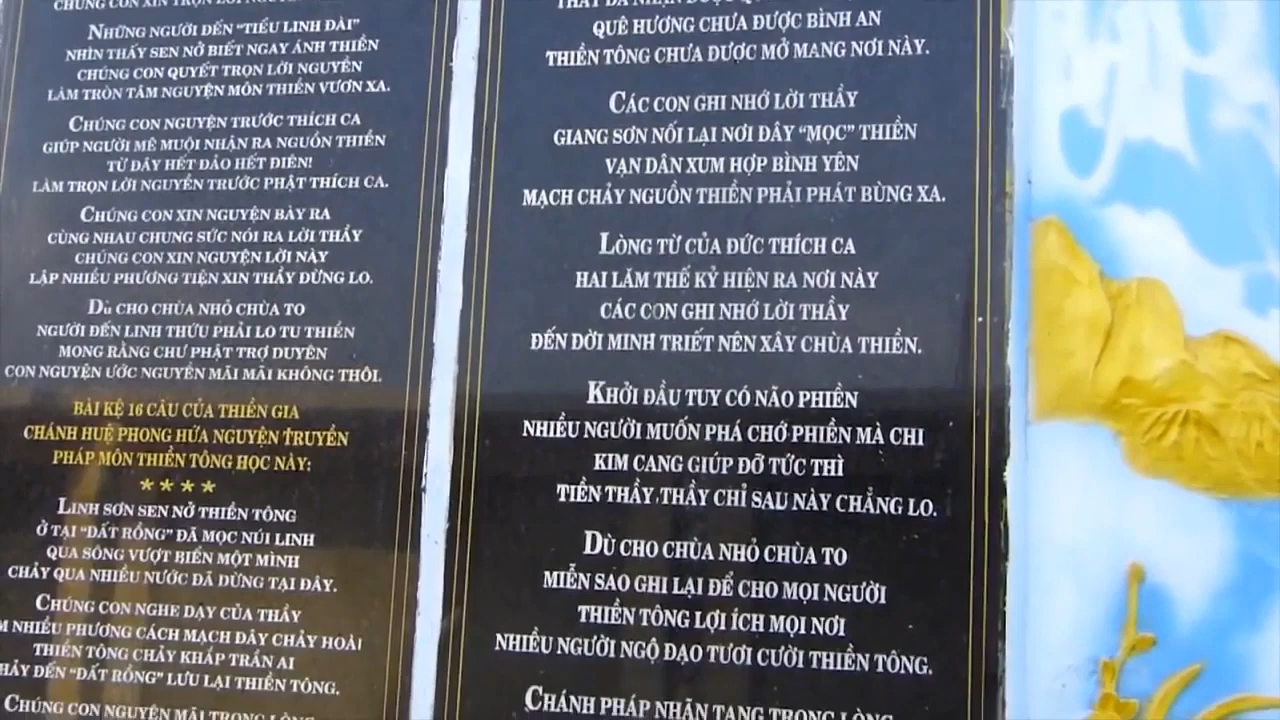 CHÚNG CON XIN TRỌN LỜI
NHỮNG NGƯỜI ĐẾN “TIỂU LINH ĐÀI”
NHÌN THẤY SEN NỞ BIẾT NGAY ÁNH THIỀN
CHÚNG CON QUYẾT TRỌN LỜI NGUYỀN
LÀM TRÒN TÂM NGUYỆN MÔN THIỀN VƯƠN XA.
CHÚNG CON NGUYỆN TRƯỚC THÍCH CA
GIÚP NGƯỜI MÊ MUỘI NHẬN RA NGUỒN THIỀN
TỪ ĐÂY HẾT ĐẢO HẾT ĐIÊN!
LÀM TRỌN LỜI NGUYỀN TRƯỚC PHẬT THÍCH CA.
CHÚNG CON XIN NGUYỆN BÀY RA
CÙNG NHAU CHUNG SỨC NÓI RA LỜI THẦY
CHÚNG CON XIN NGUYỆN LỜI NÀY
LẬP NHIỀU PHƯƠNG TIỆN XIN THẦY ĐỪNG LO.
DÙ CHO CHÙA NHỎ CHÙA TO
NGƯỜI ĐẾN LINH THỨU PHẢI LO TU THIỀN
MONG RẰNG CHƯ PHẬT TRỢ DUYÊN
CON NGUYỆN ƯỚC NGUYỀN MÃI MÃI KHÔNG THÔI.
BÀI KỆ 16 CÂU CỦA THIỀN GIA
CHÁNH HUỆ PHONG HỨA NGUYỆN TRUYỀN
PHÁP MÔN THIỀN TÔNG HỌC NÀY:
****
LINH SƠN SEN NỞ THIỀN TÔNG
Ở TẠI “ĐẤT RỒNG” ĐÃ MỌC NÚI LINH
QUA SÔNG VƯỢT BIỂN MỘT MÌNH
CHẢY QUA NHIỀU NƯỚC ĐÃ DỪNG TẠI ĐÂY.
CHÚNG CON NGHE DẠY CỦA THẦY
NHIỀU PHƯƠNG CÁCH MẠCH ĐÂY CHẢY HOÀI
THIỀN TÔNG CHẢY KHẮP TRẦN AI
CHẢY ĐẾN “ĐẤT RỒNG” LƯU LẠI THIỀN TÔNG.
CHÚNG CON NGUYỆN MÃI TRONG LÒNG
QUÊ HƯƠNG CHƯA ĐƯỢC BÌNH AN
THIỀN TÔNG CHƯA ĐƯỢC MỞ MANG NƠI NÀY.
CÁC CON GHI NHỚ LỜI THẦY
GIANG SƠN NỐI LẠI NƠI ĐÂY “MỌC” THIỀN
VẠN DÂN XUM HỢP BÌNH YÊN
MẠCH CHẢY NGUỒN THIỀN PHẢI PHÁT BÙNG XA.
LÒNG TỪ CỦA ĐỨC THÍCH CA
HAI LĂM THẾ KỶ HIỆN RA NƠI NÀY
CÁC CON GHI NHỚ LỜI THẦY
ĐẾN ĐỜI MINH TRIẾT NÊN XÂY CHÙA THIỀN.
KHỞI ĐẦU TUY CÓ NÃO PHIỀN
NHIỀU NGƯỜI MUỐN PHÁ CHỚ PHIỀN MÀ CHI
KIM CANG GIÚP ĐỠ TỨC THÌ
TIỀN THẦY, THẦY CHỈ SAU NÀY CHẲNG LO.
DÙ CHO CHÙA NHỎ CHÙA TO
MIỄN SAO GHI LẠI ĐỂ CHO MỌI NGƯỜI
THIỀN TÔNG LỢI ÍCH MỌI NƠI
NHIỀU NGƯỜI NGỘ ĐẠO TƯƠI CƯỜI THIỀN TÔNG.
CHÁNH PHÁP NHÃN TẠNG TRONG LÒNG